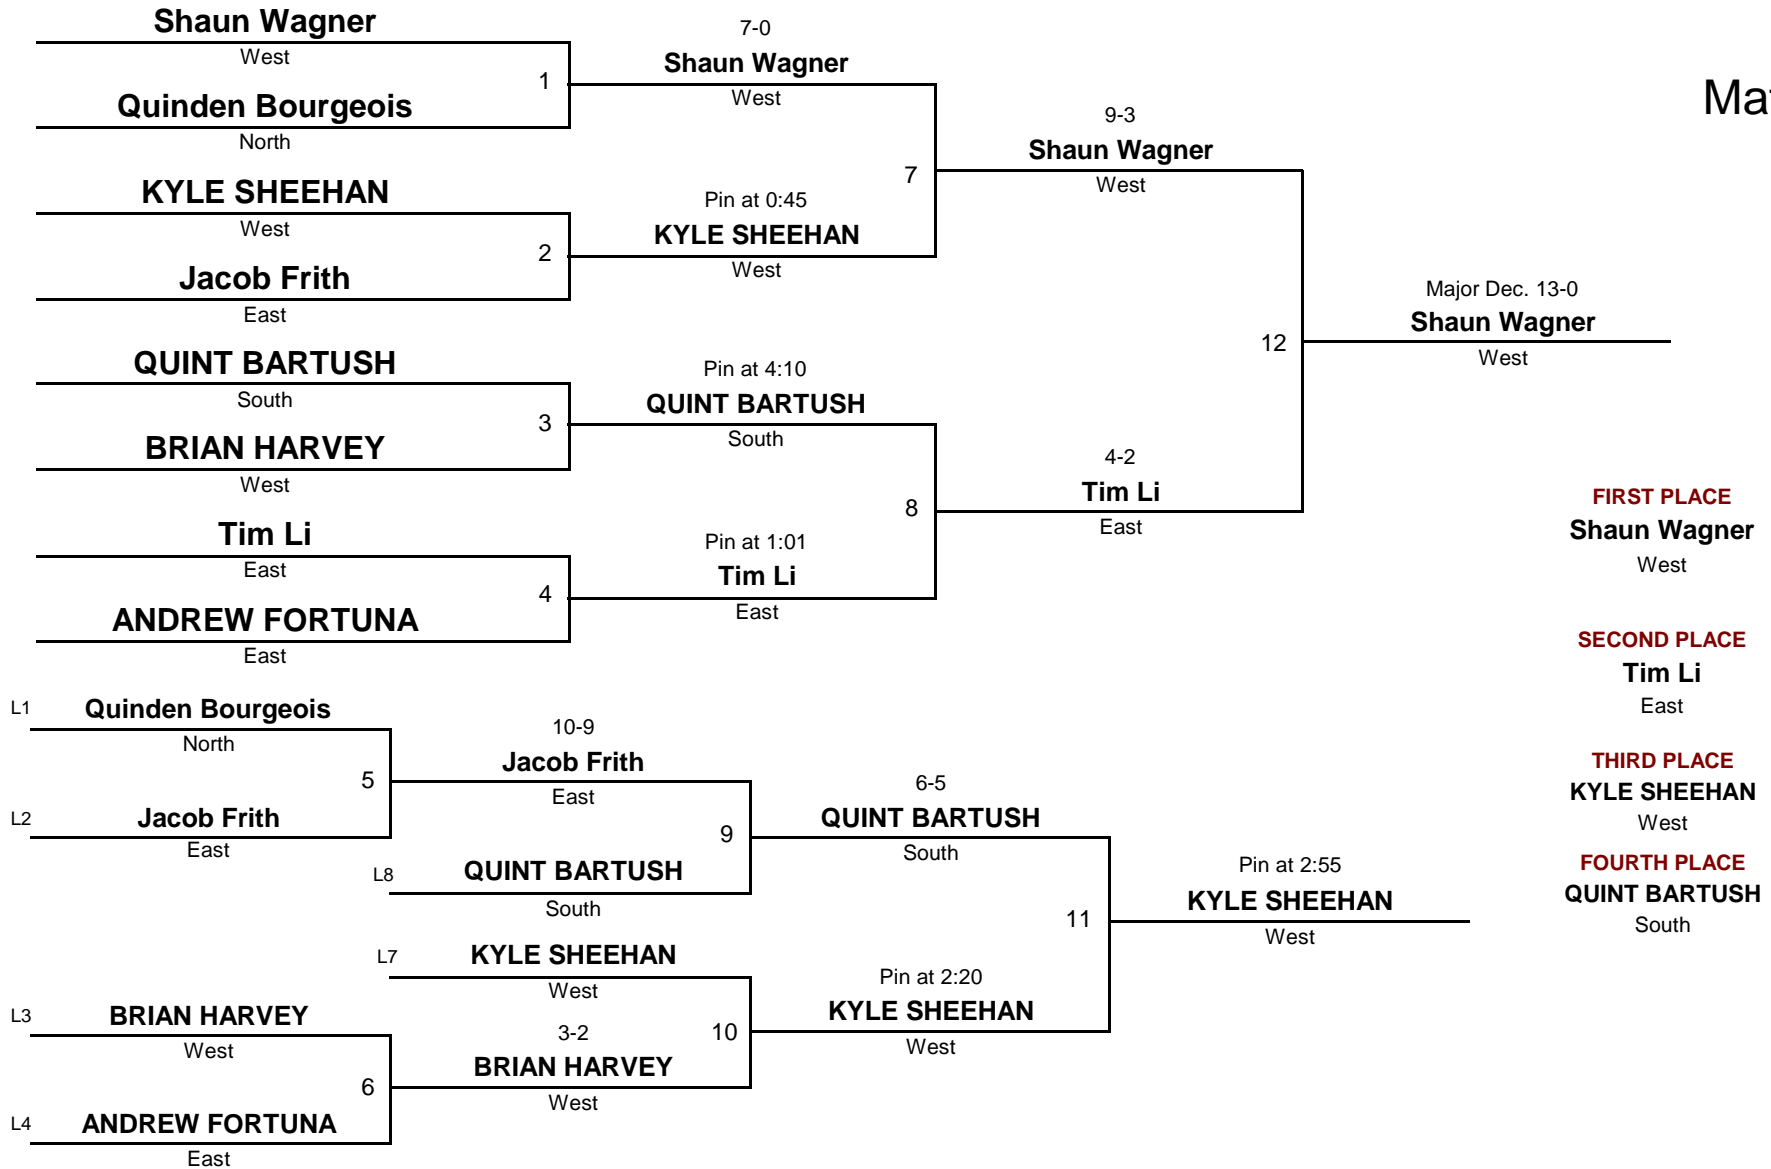 Shaun Wagner
West
1
Quinden Bourgeois
North
7-0
Shaun Wagner
West
KYLE SHEEHAN
West
2
Jacob Frith
East
Pin at 0:45
KYLE SHEEHAN
West
7
9-3
Shaun Wagner
West
QUINT BARTUSH
South
3
BRIAN HARVEY
West
Pin at 4:10
QUINT BARTUSH
South
Tim Li
East
4
ANDREW FORTUNA
East
Pin at 1:01
Tim Li
East
8
4-2
Tim Li
East
12
Major Dec. 13-0
Shaun Wagner
West
FIRST PLACE
Shaun Wagner
West
SECOND PLACE
Tim Li
East
THIRD PLACE
KYLE SHEEHAN
West
FOURTH PLACE
QUINT BARTUSH
South
L1 Quinden Bourgeois
North
5
L2 Jacob Frith
East
10-9
Jacob Frith
East
9
L8 QUINT BARTUSH
South
6-5
QUINT BARTUSH
South
L7 KYLE SHEEHAN
West
L3 BRIAN HARVEY
West
6
L4 ANDREW FORTUNA
East
3-2
BRIAN HARVEY
West
10
Pin at 2:20
KYLE SHEEHAN
West
11
Pin at 2:55
KYLE SHEEHAN
West